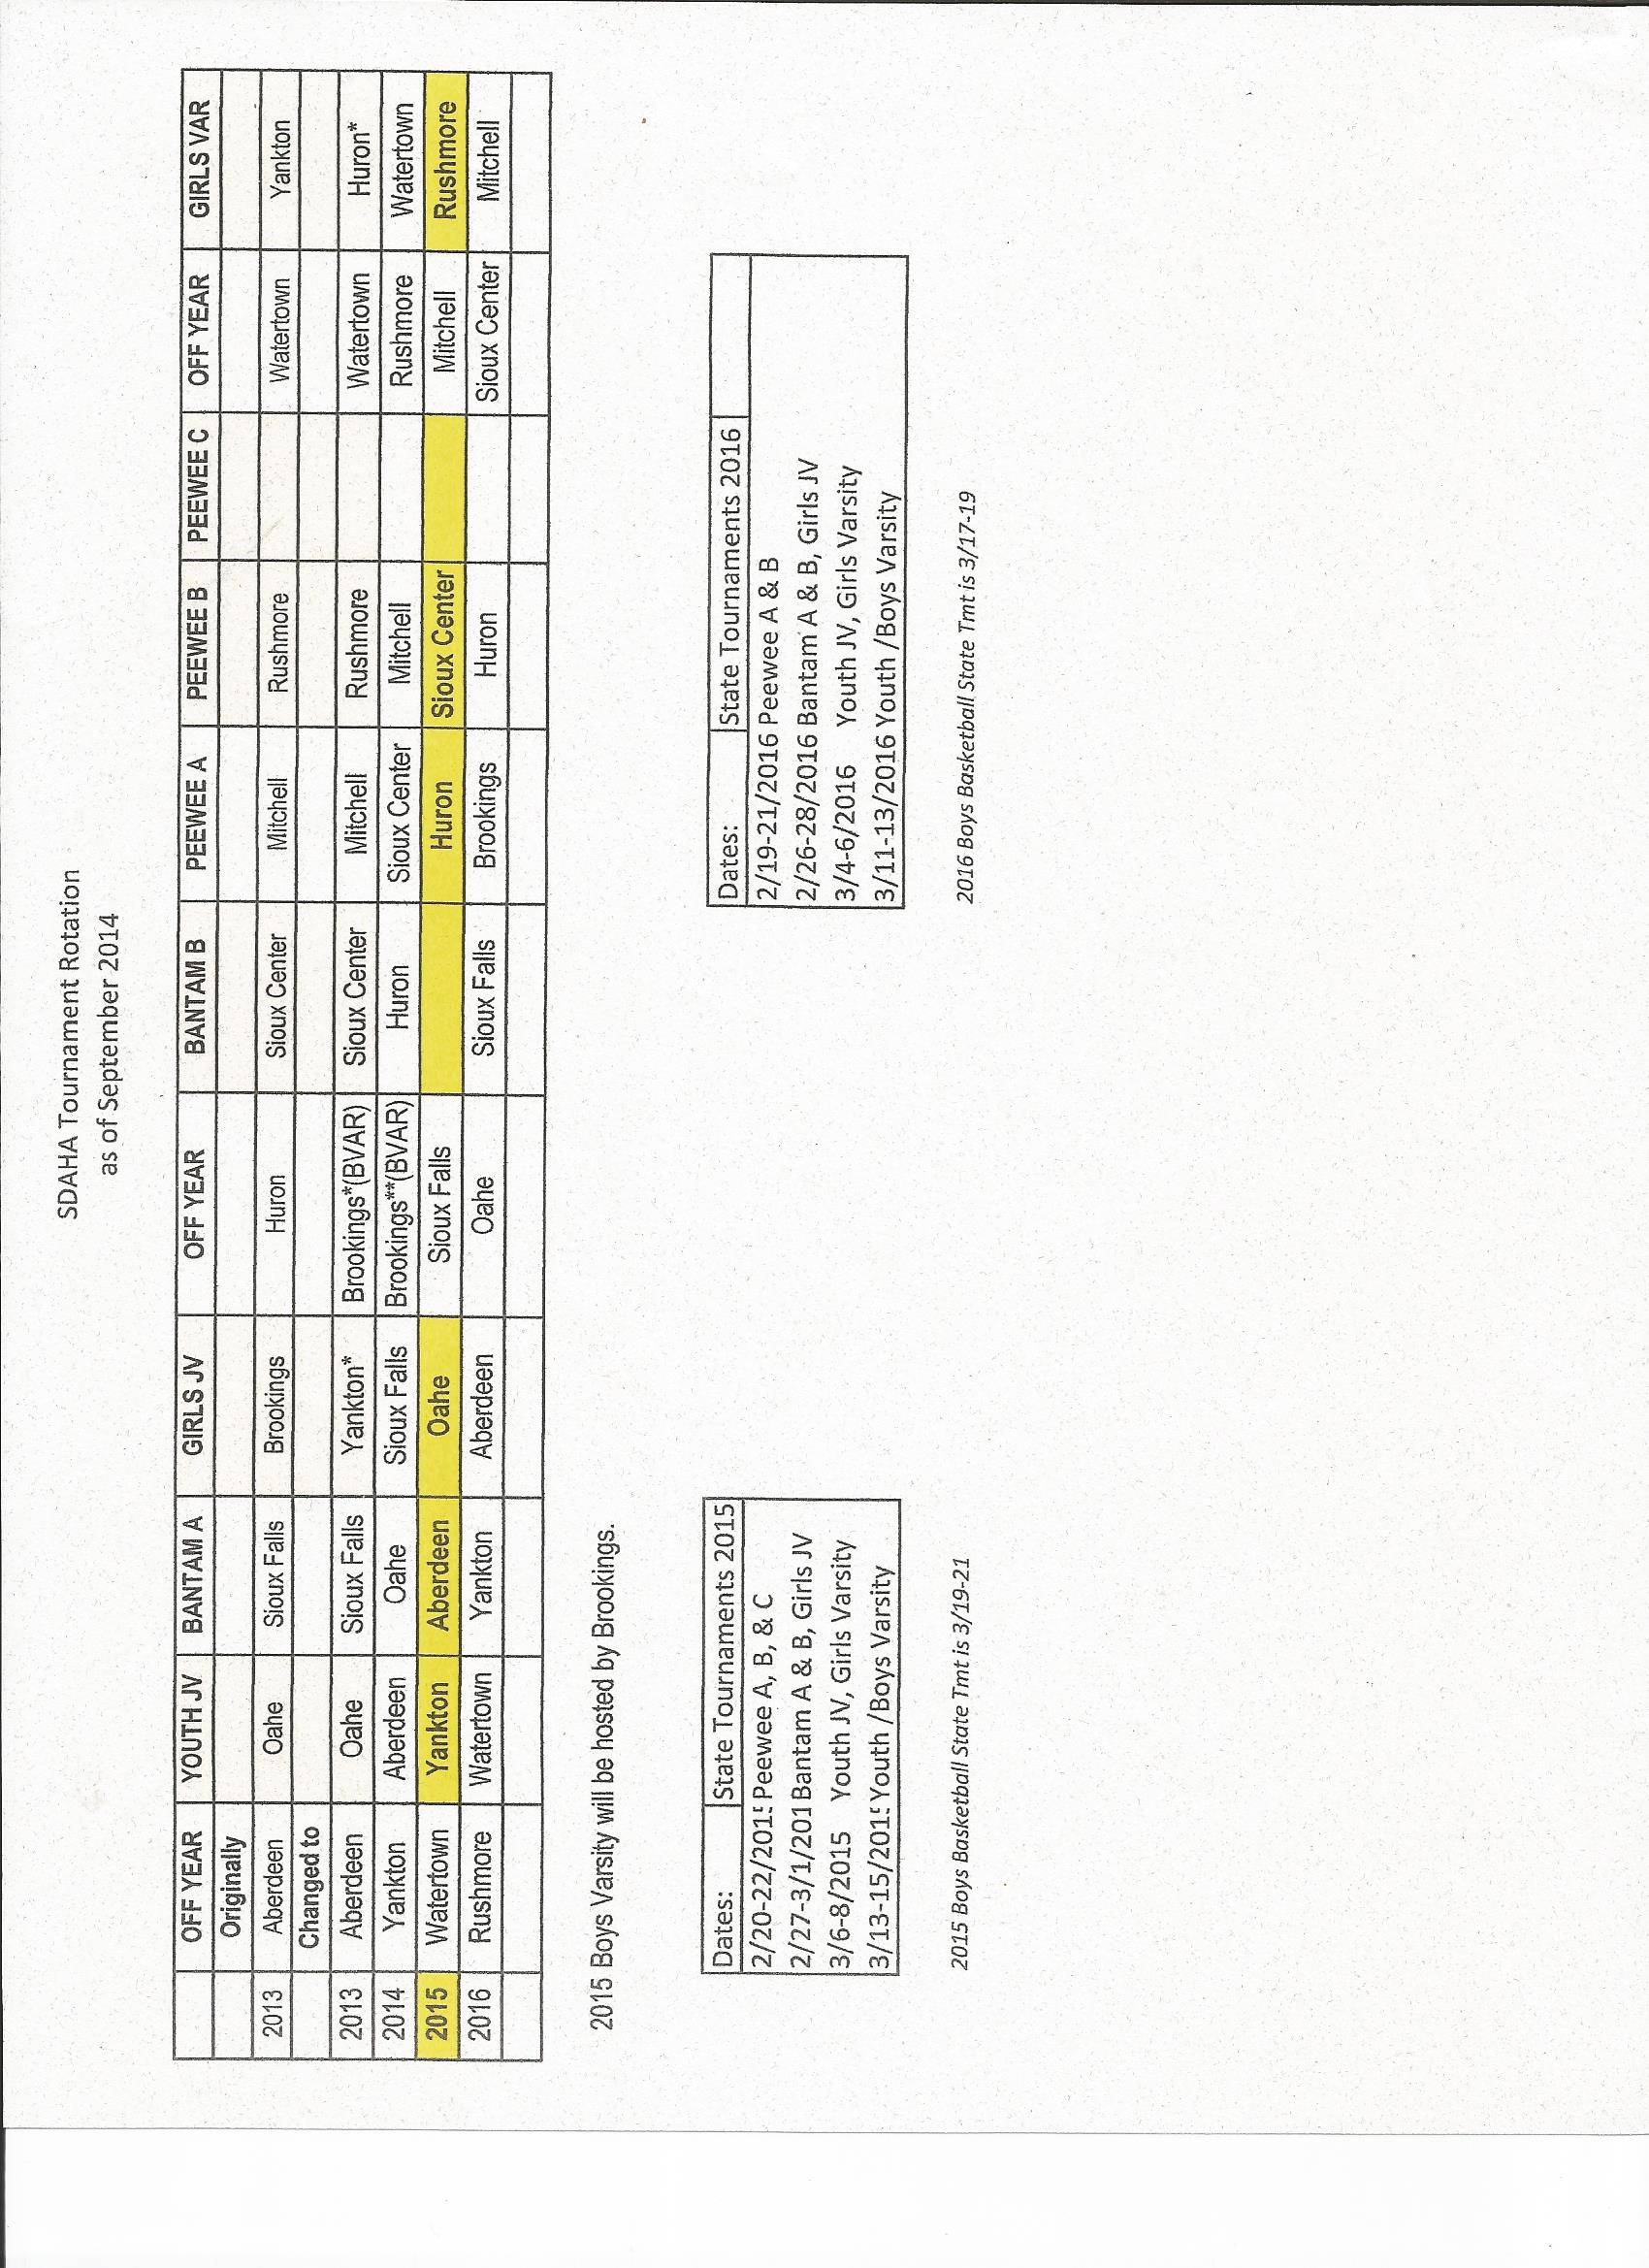 SDAHA Tournament Rotation
as of September 2014
OFF YEAR YOUTH JV BANTAM A GIRLS JV OFF YEAR BANTAM B PEEWEE A PEEWEE B PEEWEE C OFF YEAR GIRLS VAR
Originally
2013 Aberdeen Oahe Sioux Falls Brookings Huron Sioux Center Mitchell Rushmore Watertown Yankton
Changed to
2013 Aberdeen Oahe Sioux Falls Yankton* Brookings*(BVAR) Sioux Center Mitchell Rushmore Watertown Huron*
2014 Yankton Aberdeen Oahe Sioux Falls Brookings**(BVAR) Huron Sioux Center Mitchell Rushmore Watertown
2015 Watertown Yankton Aberdeen Oahe Sioux Falls Huron Sioux Center Mitchell Rushmore
2016 Rushmore Watertown Yankton Aberdeen Oahe Sioux Falls Brookings Huron Sioux Center Mitchell
2015 Boys Varsity will be hosted by Brookings.
Dates: State Tournaments 2015
2/20-22/2015 Peewee A, B, & C
2/27-3/1/201 Bantam A & B, Girls JV
3/6-8/2015 Youth JV, Girls Varsity
3/13-15/2015 Youth /Boys Varsity
2015 Boys Basketball State Tmt is 3/19-21
Dates: State Tournaments 2016
2/19-21/2016 Peewee A & B
2/26-28/2016 Bantam A & B, Girls JV
3/4-6/2016 Youth JV, Girls Varsity
3/11-13/2016 Youth /Boys Varsity
2016 Boys Basketball State Tmt is 3/17-19